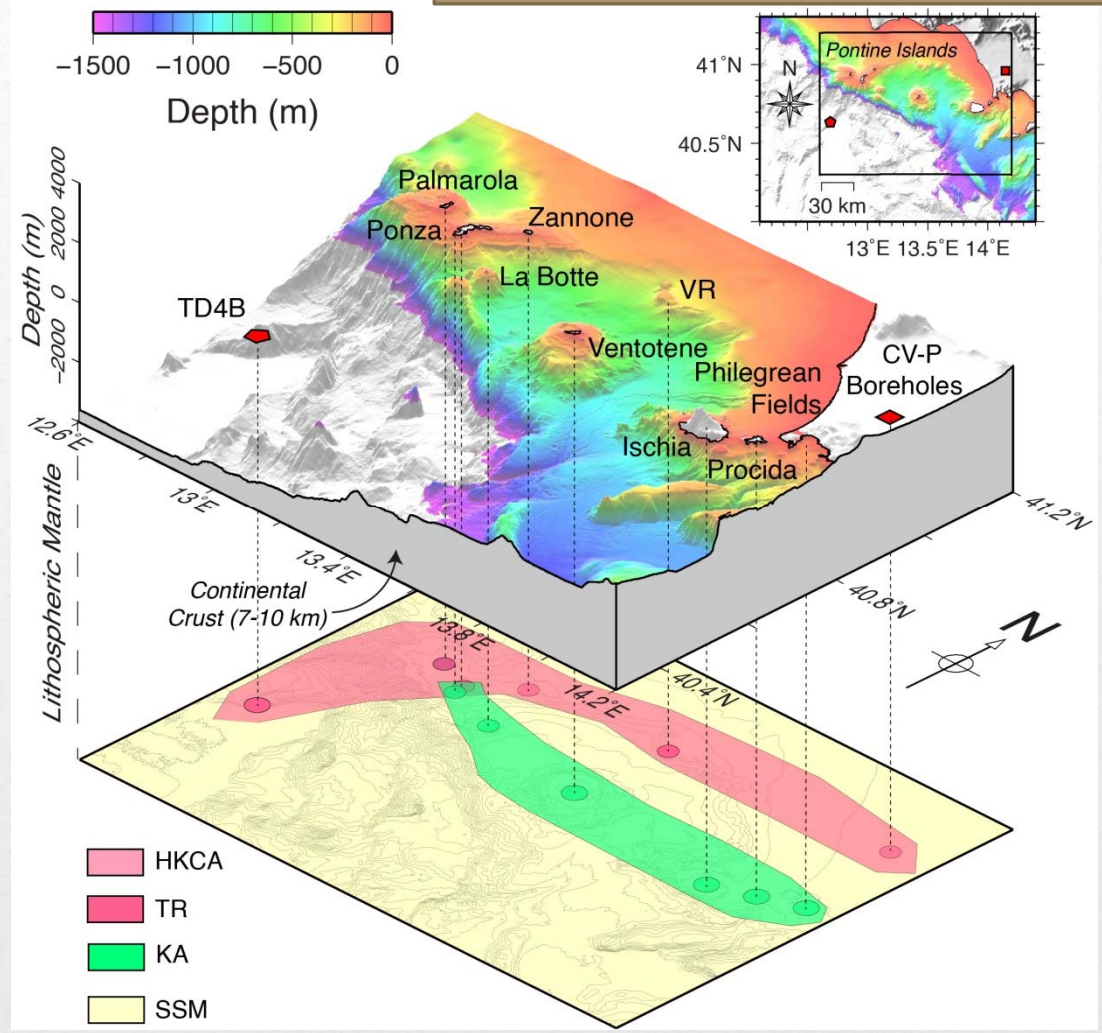 −1500 −1000 −500 0
Depth (m)
Pontine Islands
N
41˚N
40.5˚N
30 km
13˚E 13.5˚E 14˚E
Depth (m)
4000
2000
0
−2000
Palmarola
Ponza
Zannone
La Botte
VR
TD4B
Ventotene
Philegrean
Fields
CV-P
Boreholes
Ischia
Procida
12.6˚E
13˚E
13.4˚E
13.8˚E
14.2˚E
40.4˚N
40.8˚N
41.2˚N
Continental
Crust (7-10 km)
Lithospheric Mantle
N
HKCA
TR
KA
SSM